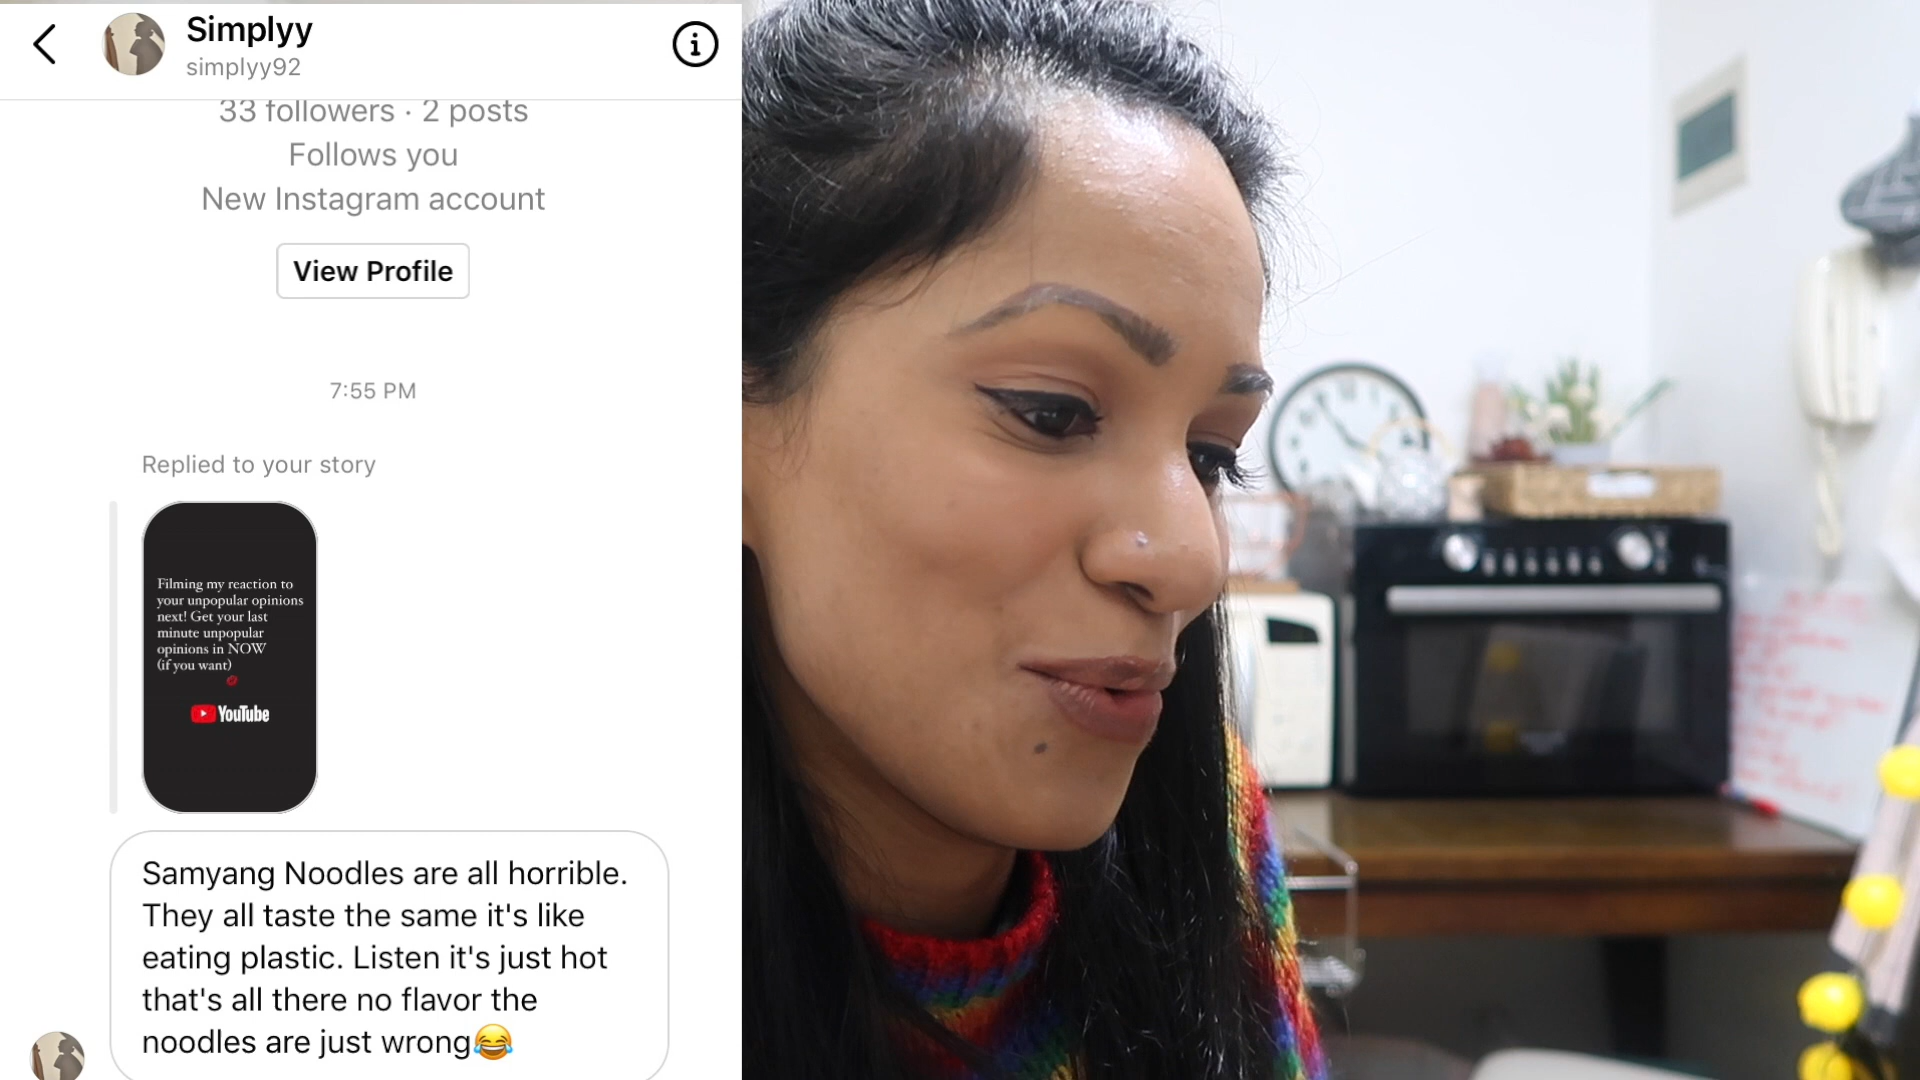 Simplyy
simplyy92
33 followers · 2 posts
Follows you
New Instagram account
View Profile
7:55 PM
Replied to your story
Filming my reaction to
your unpopular opinions
next! Get your last
minute unpopular
opinions in NOW
(if you want)
YouTube
Samyang Noodles are all horrible.
They all taste the same it's like
eating plastic. Listen it's just hot
that's all there no flavor the
noodles are just wrong😂